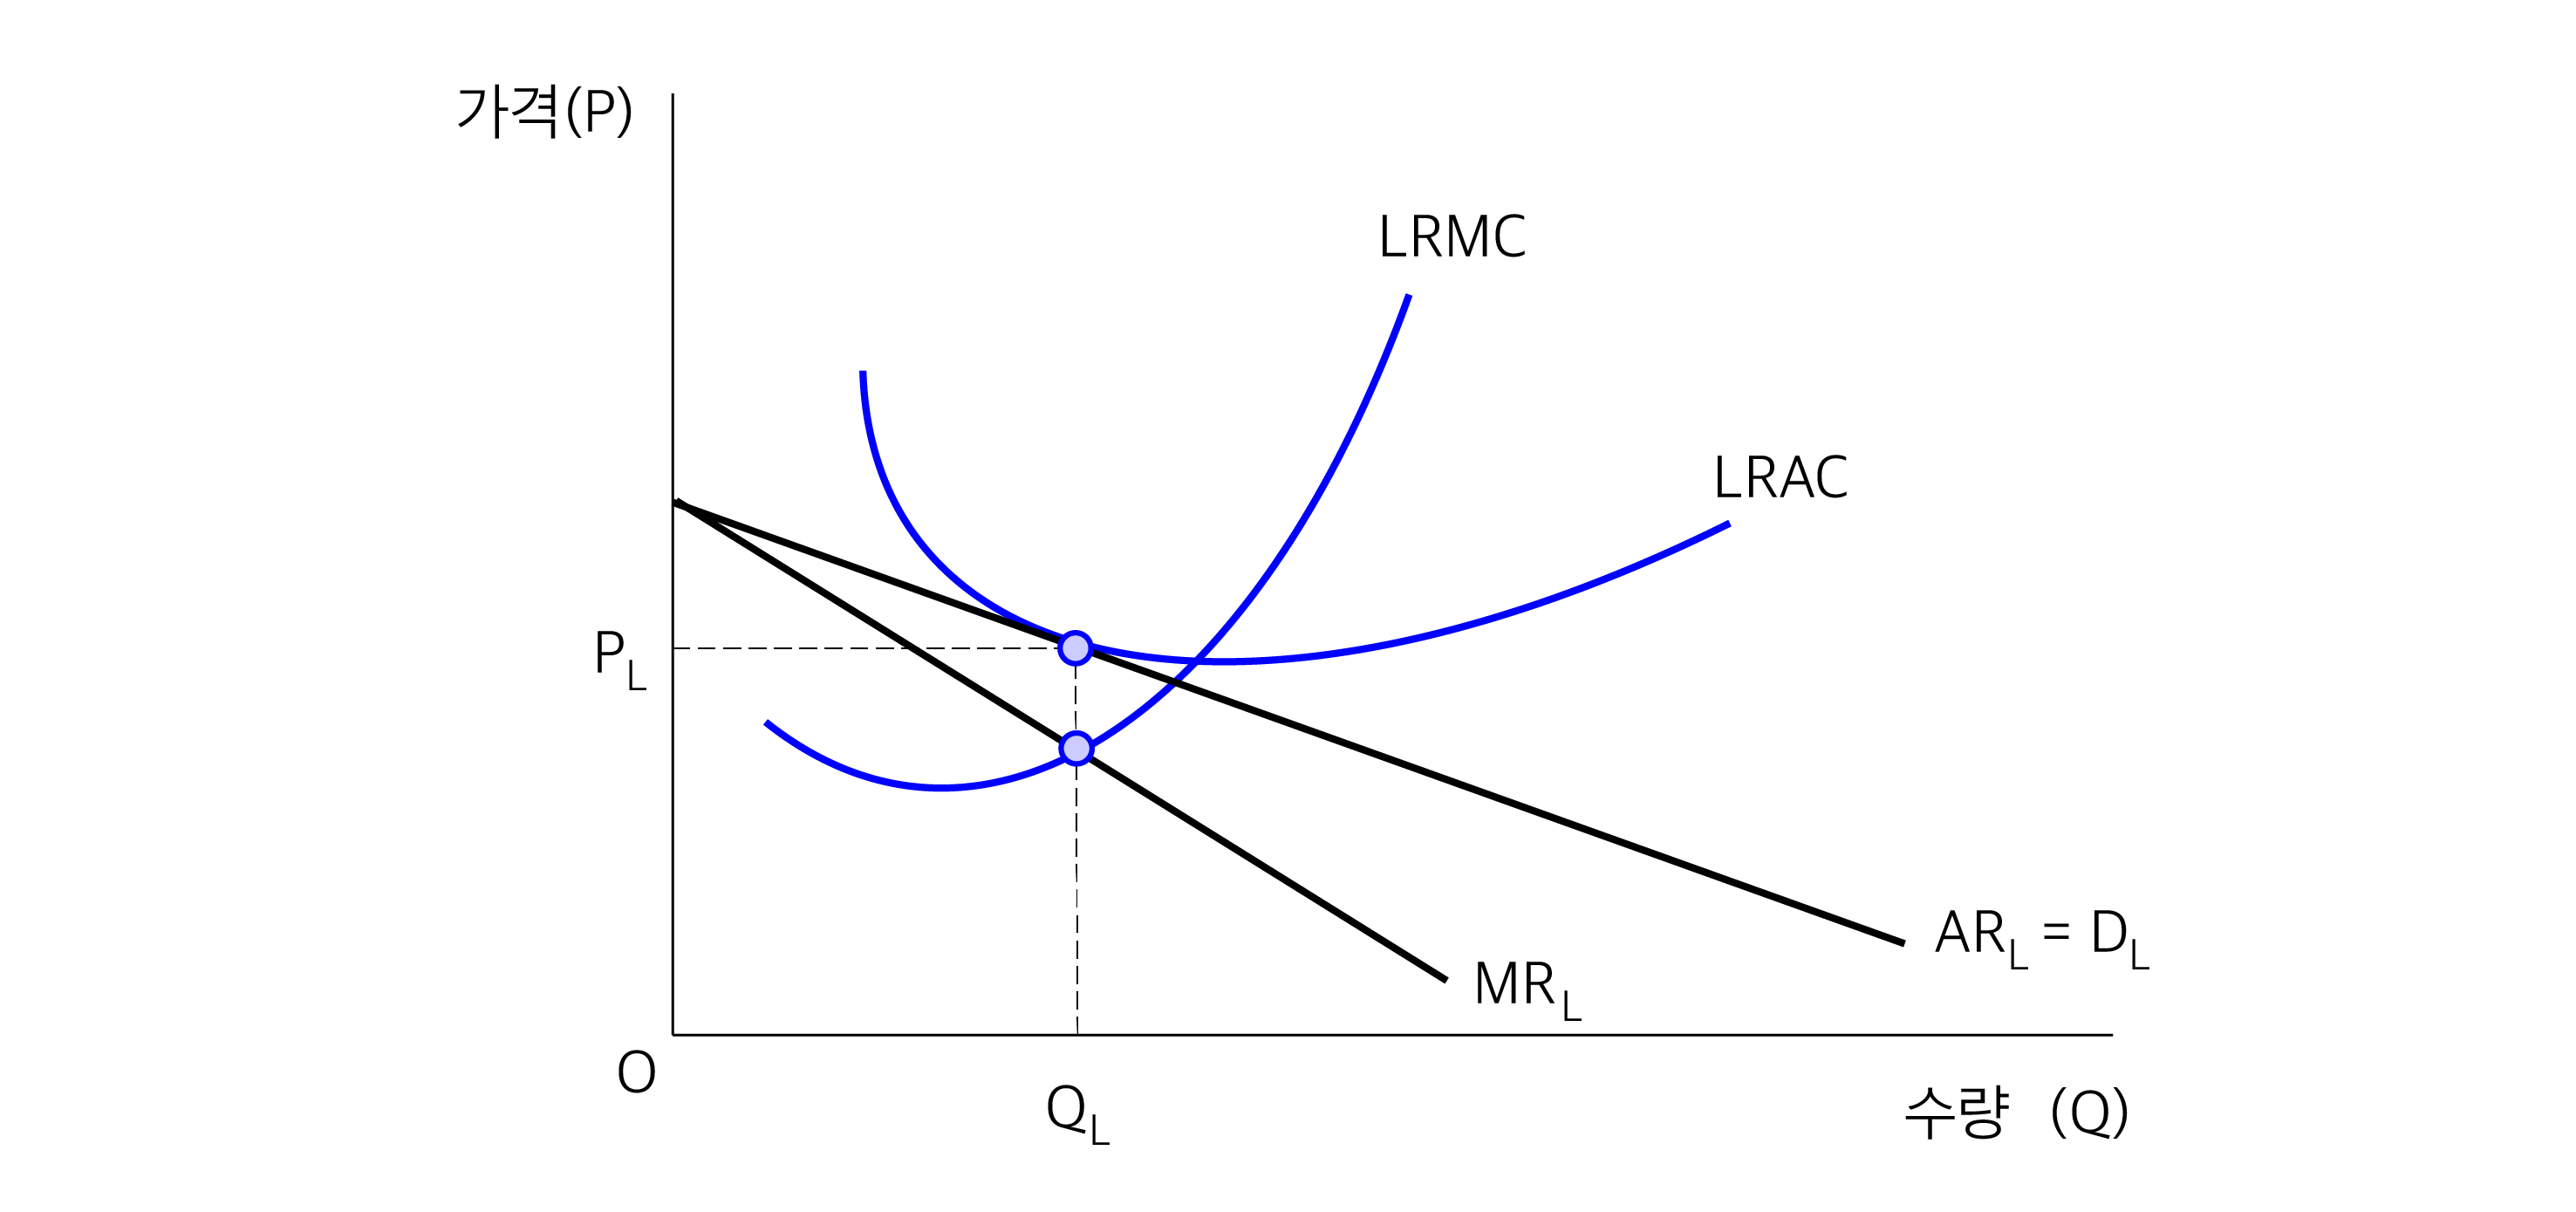 가격(P)
LRMC
LRAC
PL
ARL = DL
MRL
O
QL
수량 (Q)